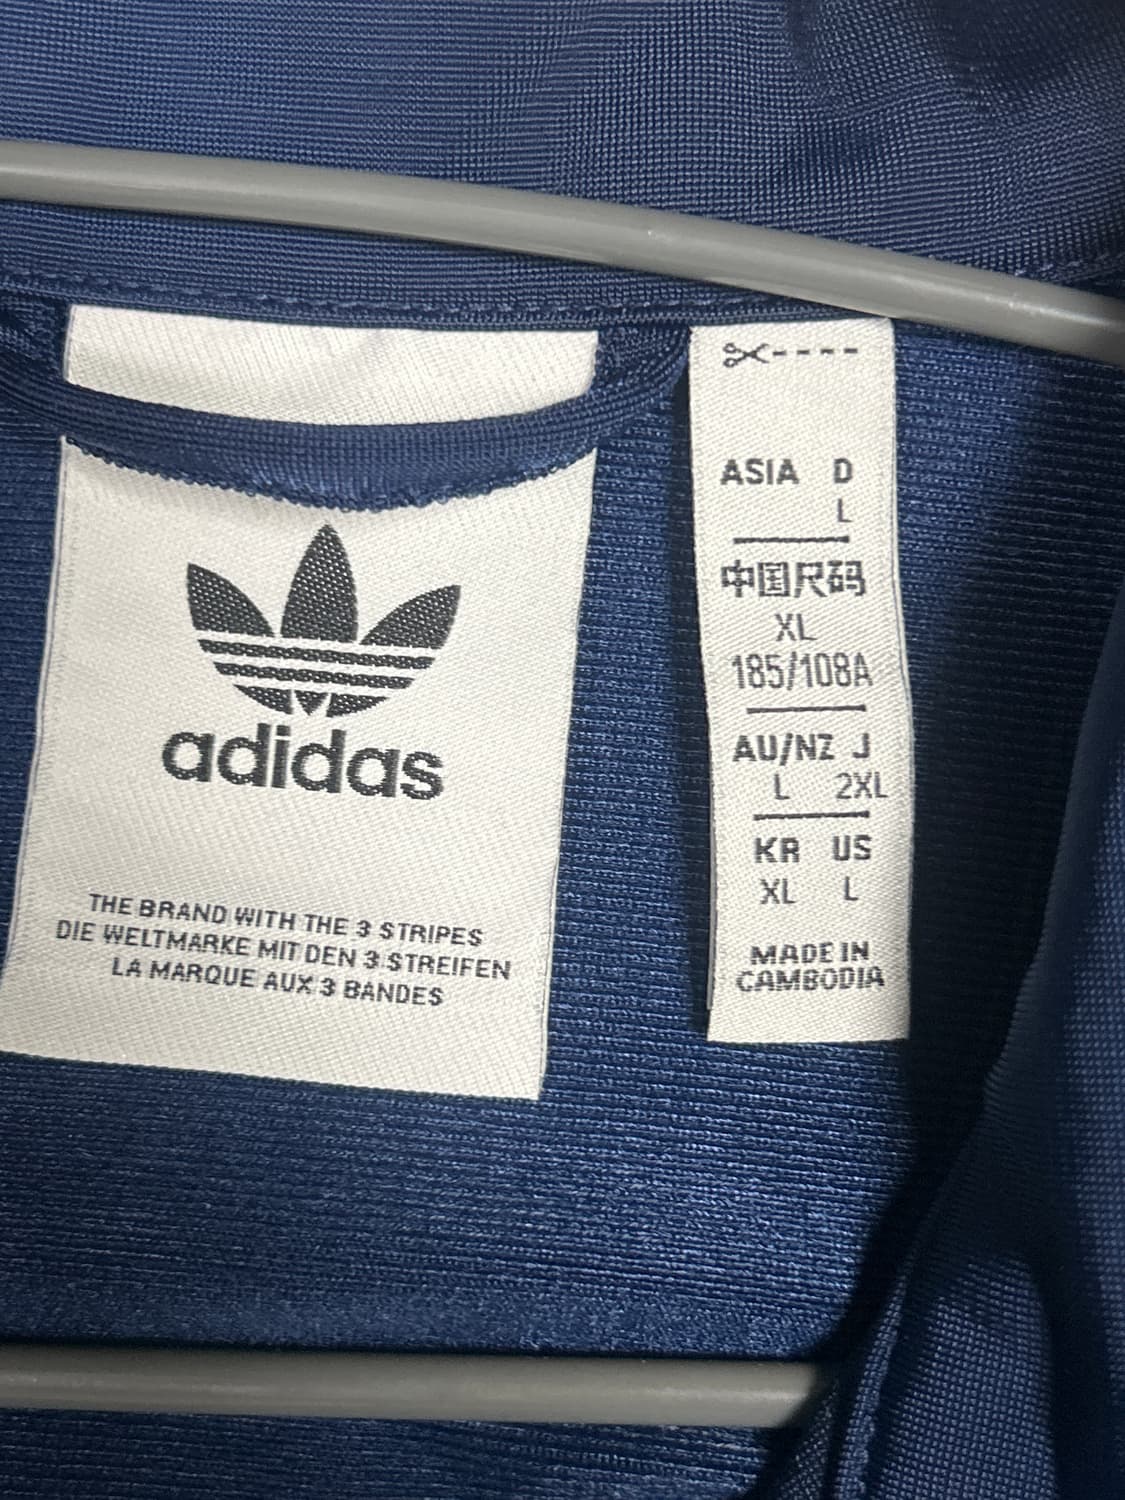 adidas
THE BRAND WITH THE 3 STRIPES
DIE WELTMARKE MIT DEN 3 STREIFEN
LA MARQUE AUX 3 BANDES
ASIA D
L
中国尺码
XL
185/108A
AU/NZ J
L 2XL
KR US
XL L
MADE IN
CAMBODIA